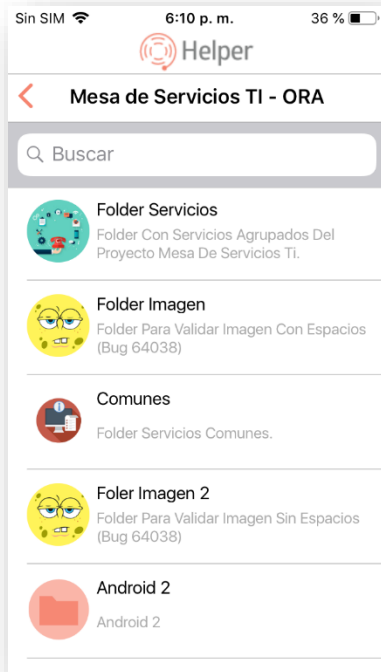 Sin SIM 6:10 p. m. 36 %
Helper
Mesa de Servicios TI - ORA
Buscar
Folder Servicios
Folder Con Servicios Agrupados Del
Proyecto Mesa De Servicios Ti.
Folder Imagen
Folder Para Validar Imagen Con Espacios
(Bug 64038)
Comunes
Folder Servicios Comunes.
Foler Imagen 2
Folder Para Validar Imagen Sin Espacios
(Bug 64038)
Android 2
Android 2